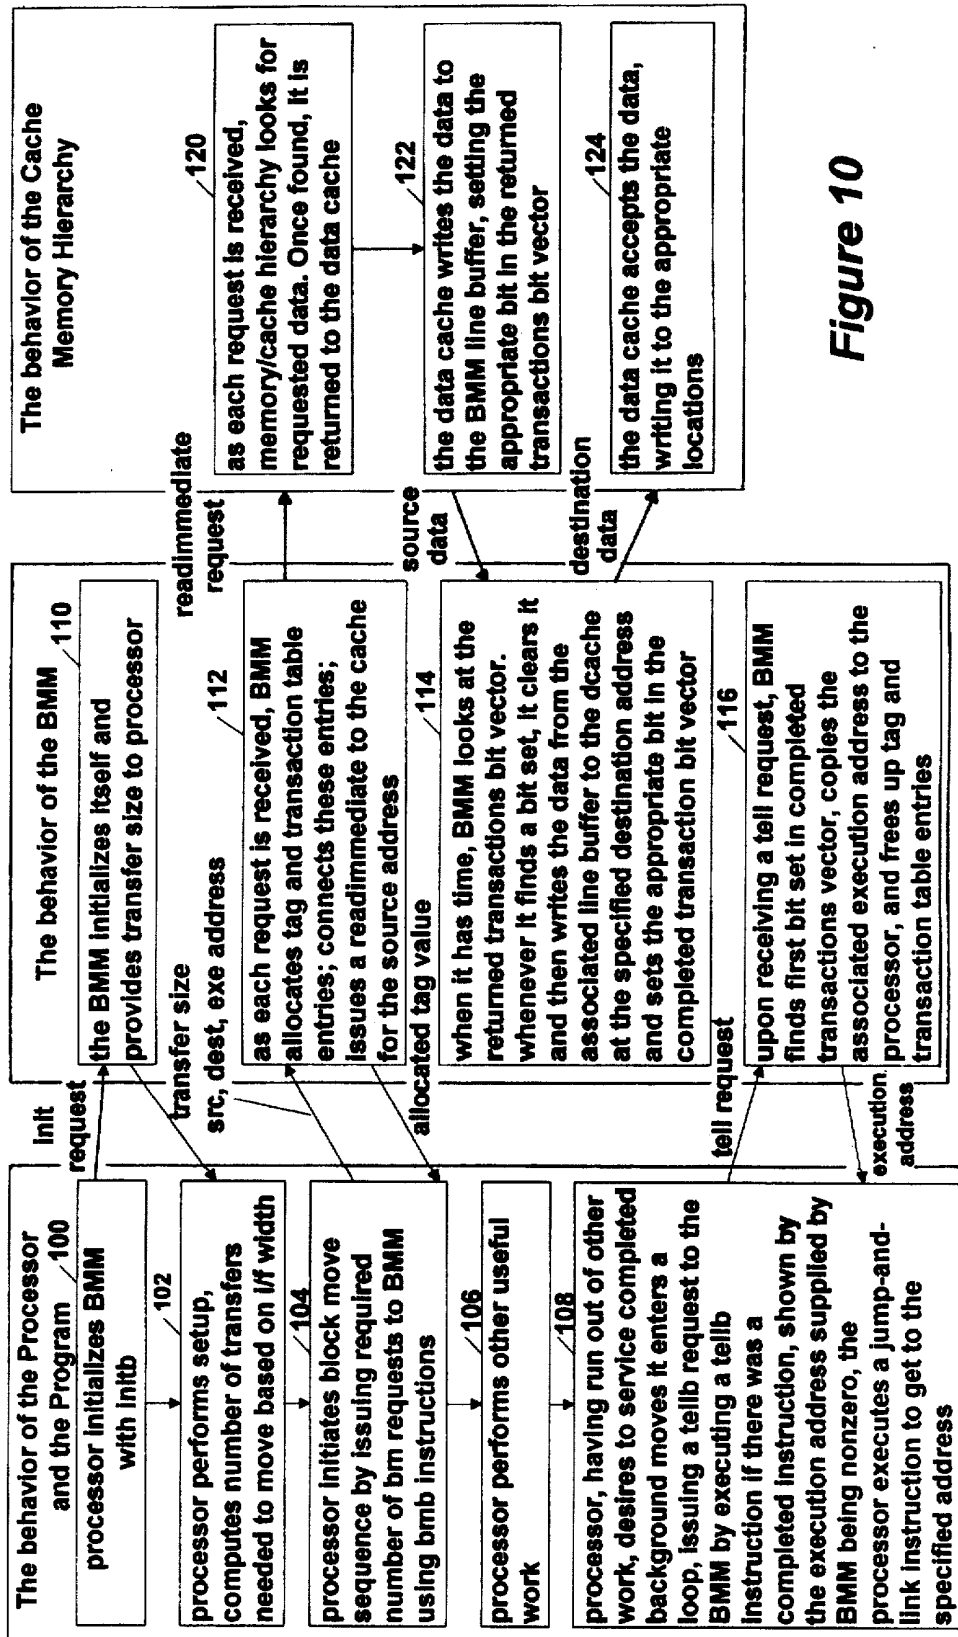 The behavior of the Processor
and the Program
100
processor initializes BMM
with initb
102
processor performs setup,
computes number of transfers
needed to move based on i/f width
104
processor initiates block move
sequence by issuing required
number of bm requests to BMM
using bmb instructions
106
processor performs other useful
work
108
processor, having run out of other
work, desires to service completed
background moves it enters a
loop, issuing a tellb request to the
BMM by executing a tellb
instruction if there was a
completed instruction, shown by
the execution address supplied by
BMM being nonzero, the
processor executes a jump-and-
link instruction to get to the
specified address
Init
request
transfer size
src, dest, exe address
allocated tag value
tell request
execution
address
The behavior of the BMM
110
the BMM initializes itself and
provides transfer size to processor
112
as each request is received, BMM
allocates tag and transaction table
entries; connects these entries;
issues a readimmediate to the cache
for the source address
114
when it has time, BMM looks at the
returned transactions bit vector.
whenever it finds a bit set, it clears it
and then writes the data from the
associated line buffer to the dcache
at the specified destination address
and sets the appropriate bit in the
completed transaction bit vector
116
upon receiving a tell request, BMM
finds first bit set in completed
transactions vector, copies the
associated execution address to the
processor, and frees up tag and
transaction table entries
readimmediate
request
source
data
destination
data
The behavior of the Cache
Memory Hierarchy
120
as each request is received,
memory/cache hierarchy looks for
requested data. Once found, it is
returned to the data cache
122
the data cache writes the data to
the BMM line buffer, setting the
appropriate bit in the returned
transactions bit vector
124
the data cache accepts the data,
writing it to the appropriate
locations
Figure 10